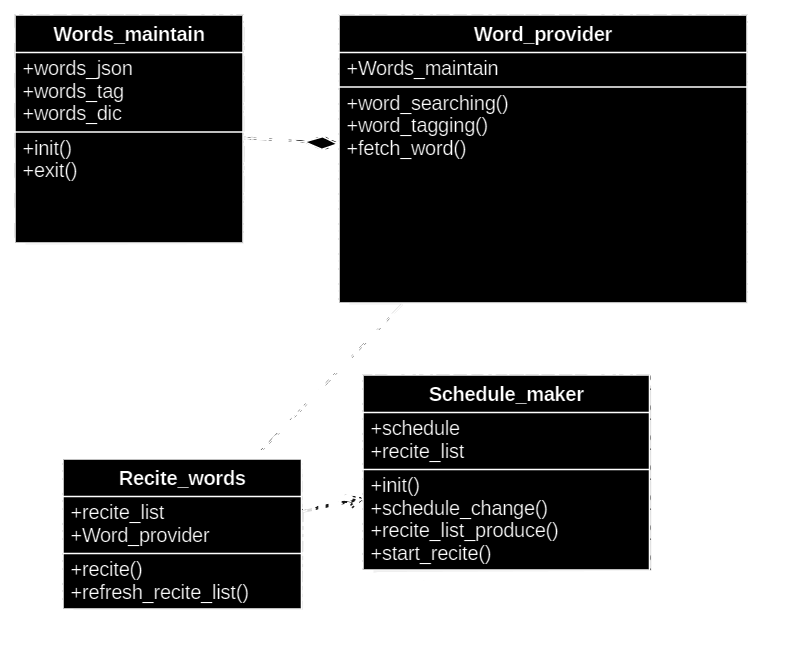 Words_maintain
+words_json
+words_tag
+words_dic
+init()
+exit()
Word_provider
+Words_maintain
+word_searching()
+word_tagging()
+fetch_word()
Schedule_maker
+schedule
+recite_list
+init()
+schedule_change()
+recite_list_produce()
+start_recite()
Recite_words
+recite_list
+Word_provider
+recite()
+refresh_recite_list()